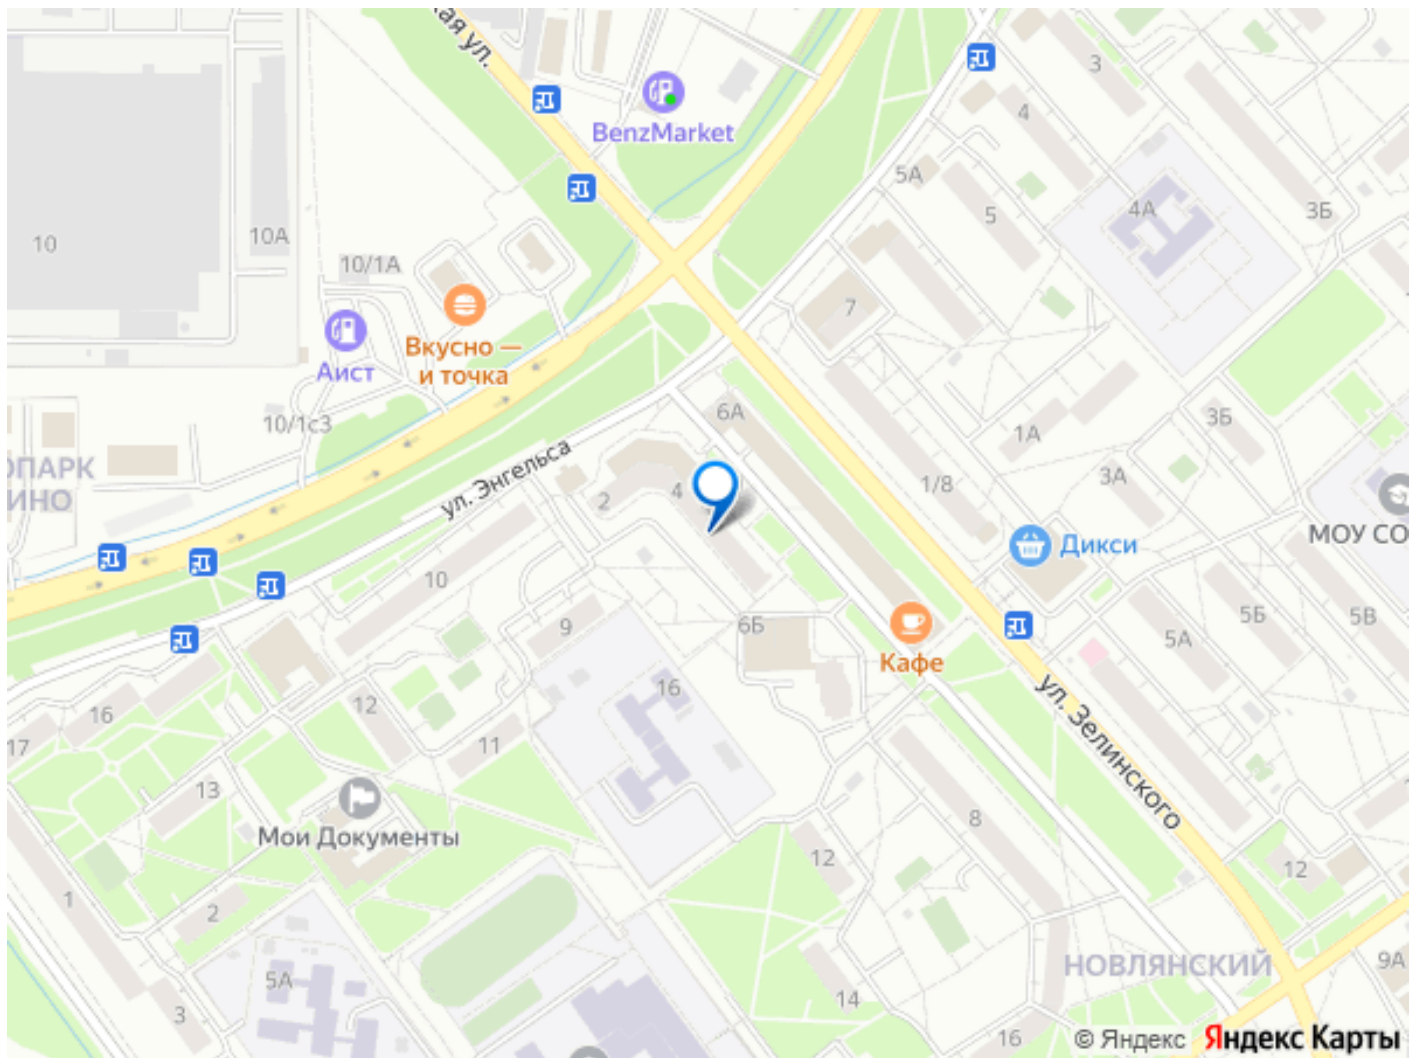 кая ул.
3
4
BenzMarket
5А
5
4А
3Б
10
10А
10/1А
7
Вкусно —
и точка
Аист
10/1с3
6А
3Б
1А
ОПАРК
ИНО
ул. Энгельса
2
4
1/8
3А
Дикси
МОУ СО
10
9
6Б
5А
5Б
5В
Кафе
16
12
16
ул. Зелинского
17
11
13
Мои Документы
8
12
12
1
2
НОВЛЯНСКИЙ
9А
5А
14
3
16
© Яндекс Яндекс Карты